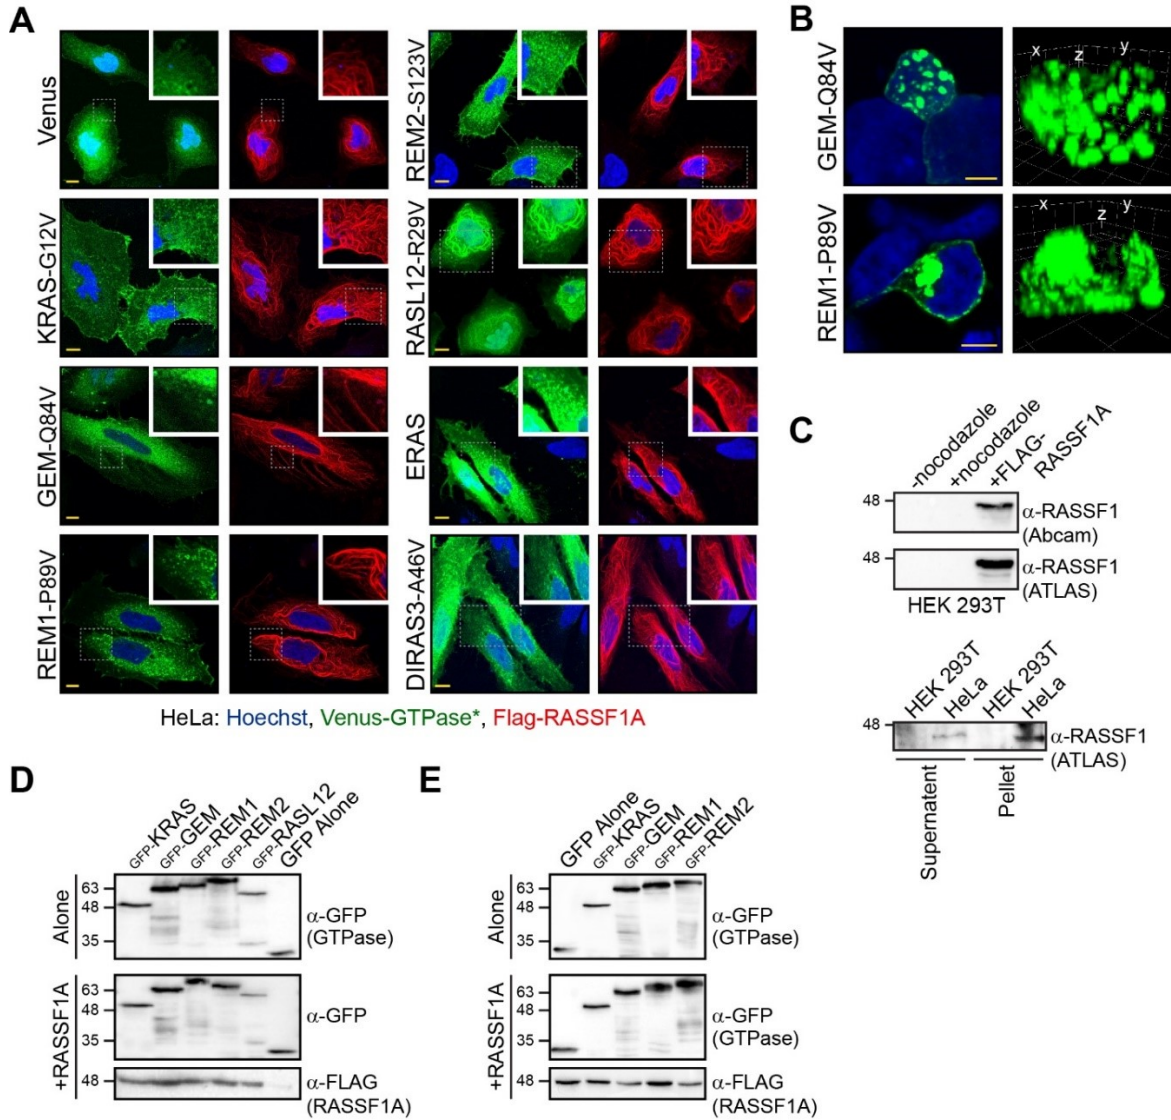 A
Venus
REM2-S123V
KRAS-G12V
RASL12-R29V
GEM-Q84V
ERAS
REM1-P89V
DIRAS3-A46V
HeLa: Hoechst, Venus-GTPase*, Flag-RASSF1A
B
GEM-Q84V
x
z
y
REM1-P89V
x
z
y
C
-nocodazole
+nocodazole
+FLAG-
RASSF1A
48
α-RASSF1
(Abcam)
48
α-RASSF1
(ATLAS)
HEK 293T
HEK 293T
HeLa
HEK 293T
HeLa
48
α-RASSF1
(ATLAS)
Supernatent
Pellet
D
GFP-KRAS
GFP-GEM
GFP-REM1
GFP-REM2
GFP-RASL12
GFP Alone
Alone
63
48
35
α-GFP
(GTPase)
+RASSF1A
63
48
35
α-GFP
48
α-FLAG
(RASSF1A)
E
GFP Alone
GFP-KRAS
GFP-GEM
GFP-REM1
GFP-REM2
Alone
63
48
35
α-GFP
(GTPase)
+RASSF1A
63
48
35
α-GFP
(GTPase)
48
α-FLAG
(RASSF1A)